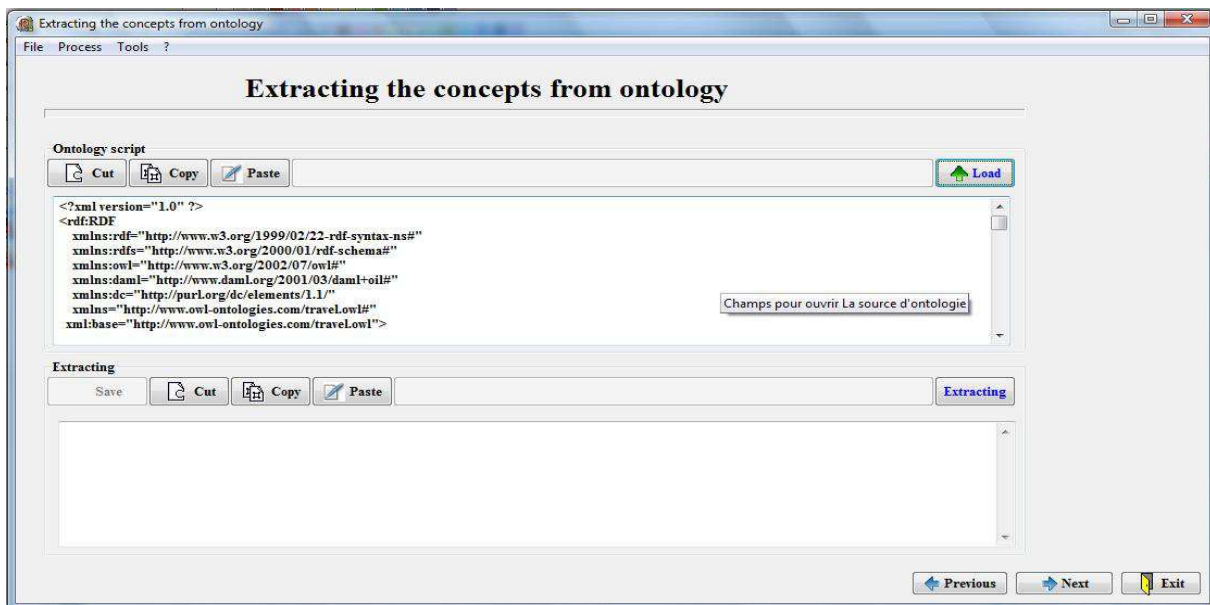 Extracting the concepts from ontology
File Process Tools ?
Extracting the concepts from ontology
Ontology script
Cut Copy Paste Load
<?xml version="1.0" ?>
<rdf:RDF
xmlns:rdf="http://www.w3.org/1999/02/22-rdf-syntax-ns#"
xmlns:rdfs="http://www.w3.org/2000/01/rdf-schema#"
xmlns:owl="http://www.w3.org/2002/07/owl#"
xmlns:daml="http://www.daml.org/2001/03/daml+oil#"
xmlns:dc="http://purl.org/dc/elements/1.1/"
xmlns="http://www.owl-ontologies.com/travel.owl#"
xml:base="http://www.owl-ontologies.com/travel.owl">
Champs pour ouvrir La source d'ontologie
Extracting
Save Cut Copy Paste Extracting
Previous Next Exit